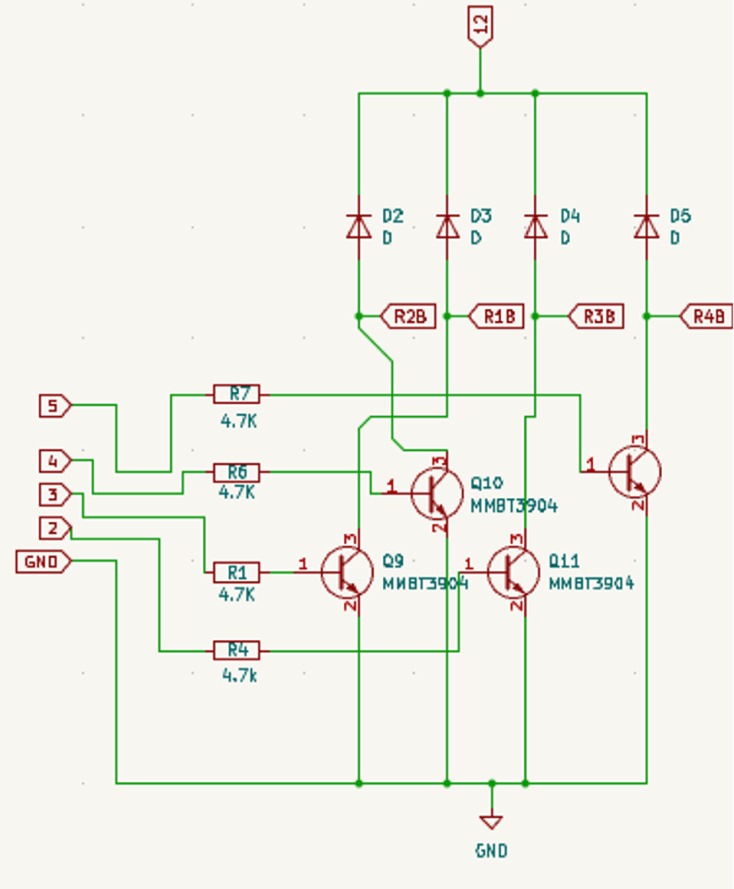 12
D2
D
D3
D
D4
D
D5
D
R2B
R1B
R3B
R4B
5
R7
4.7K
4
R6
4.7K
3
2
GND
R1
4.7K
R4
4.7k
1
2
3
1
2
3
Q10
MMBT3904
1
2
3
Q9
MMBT3904
1
2
3
Q11
MMBT3904
GND